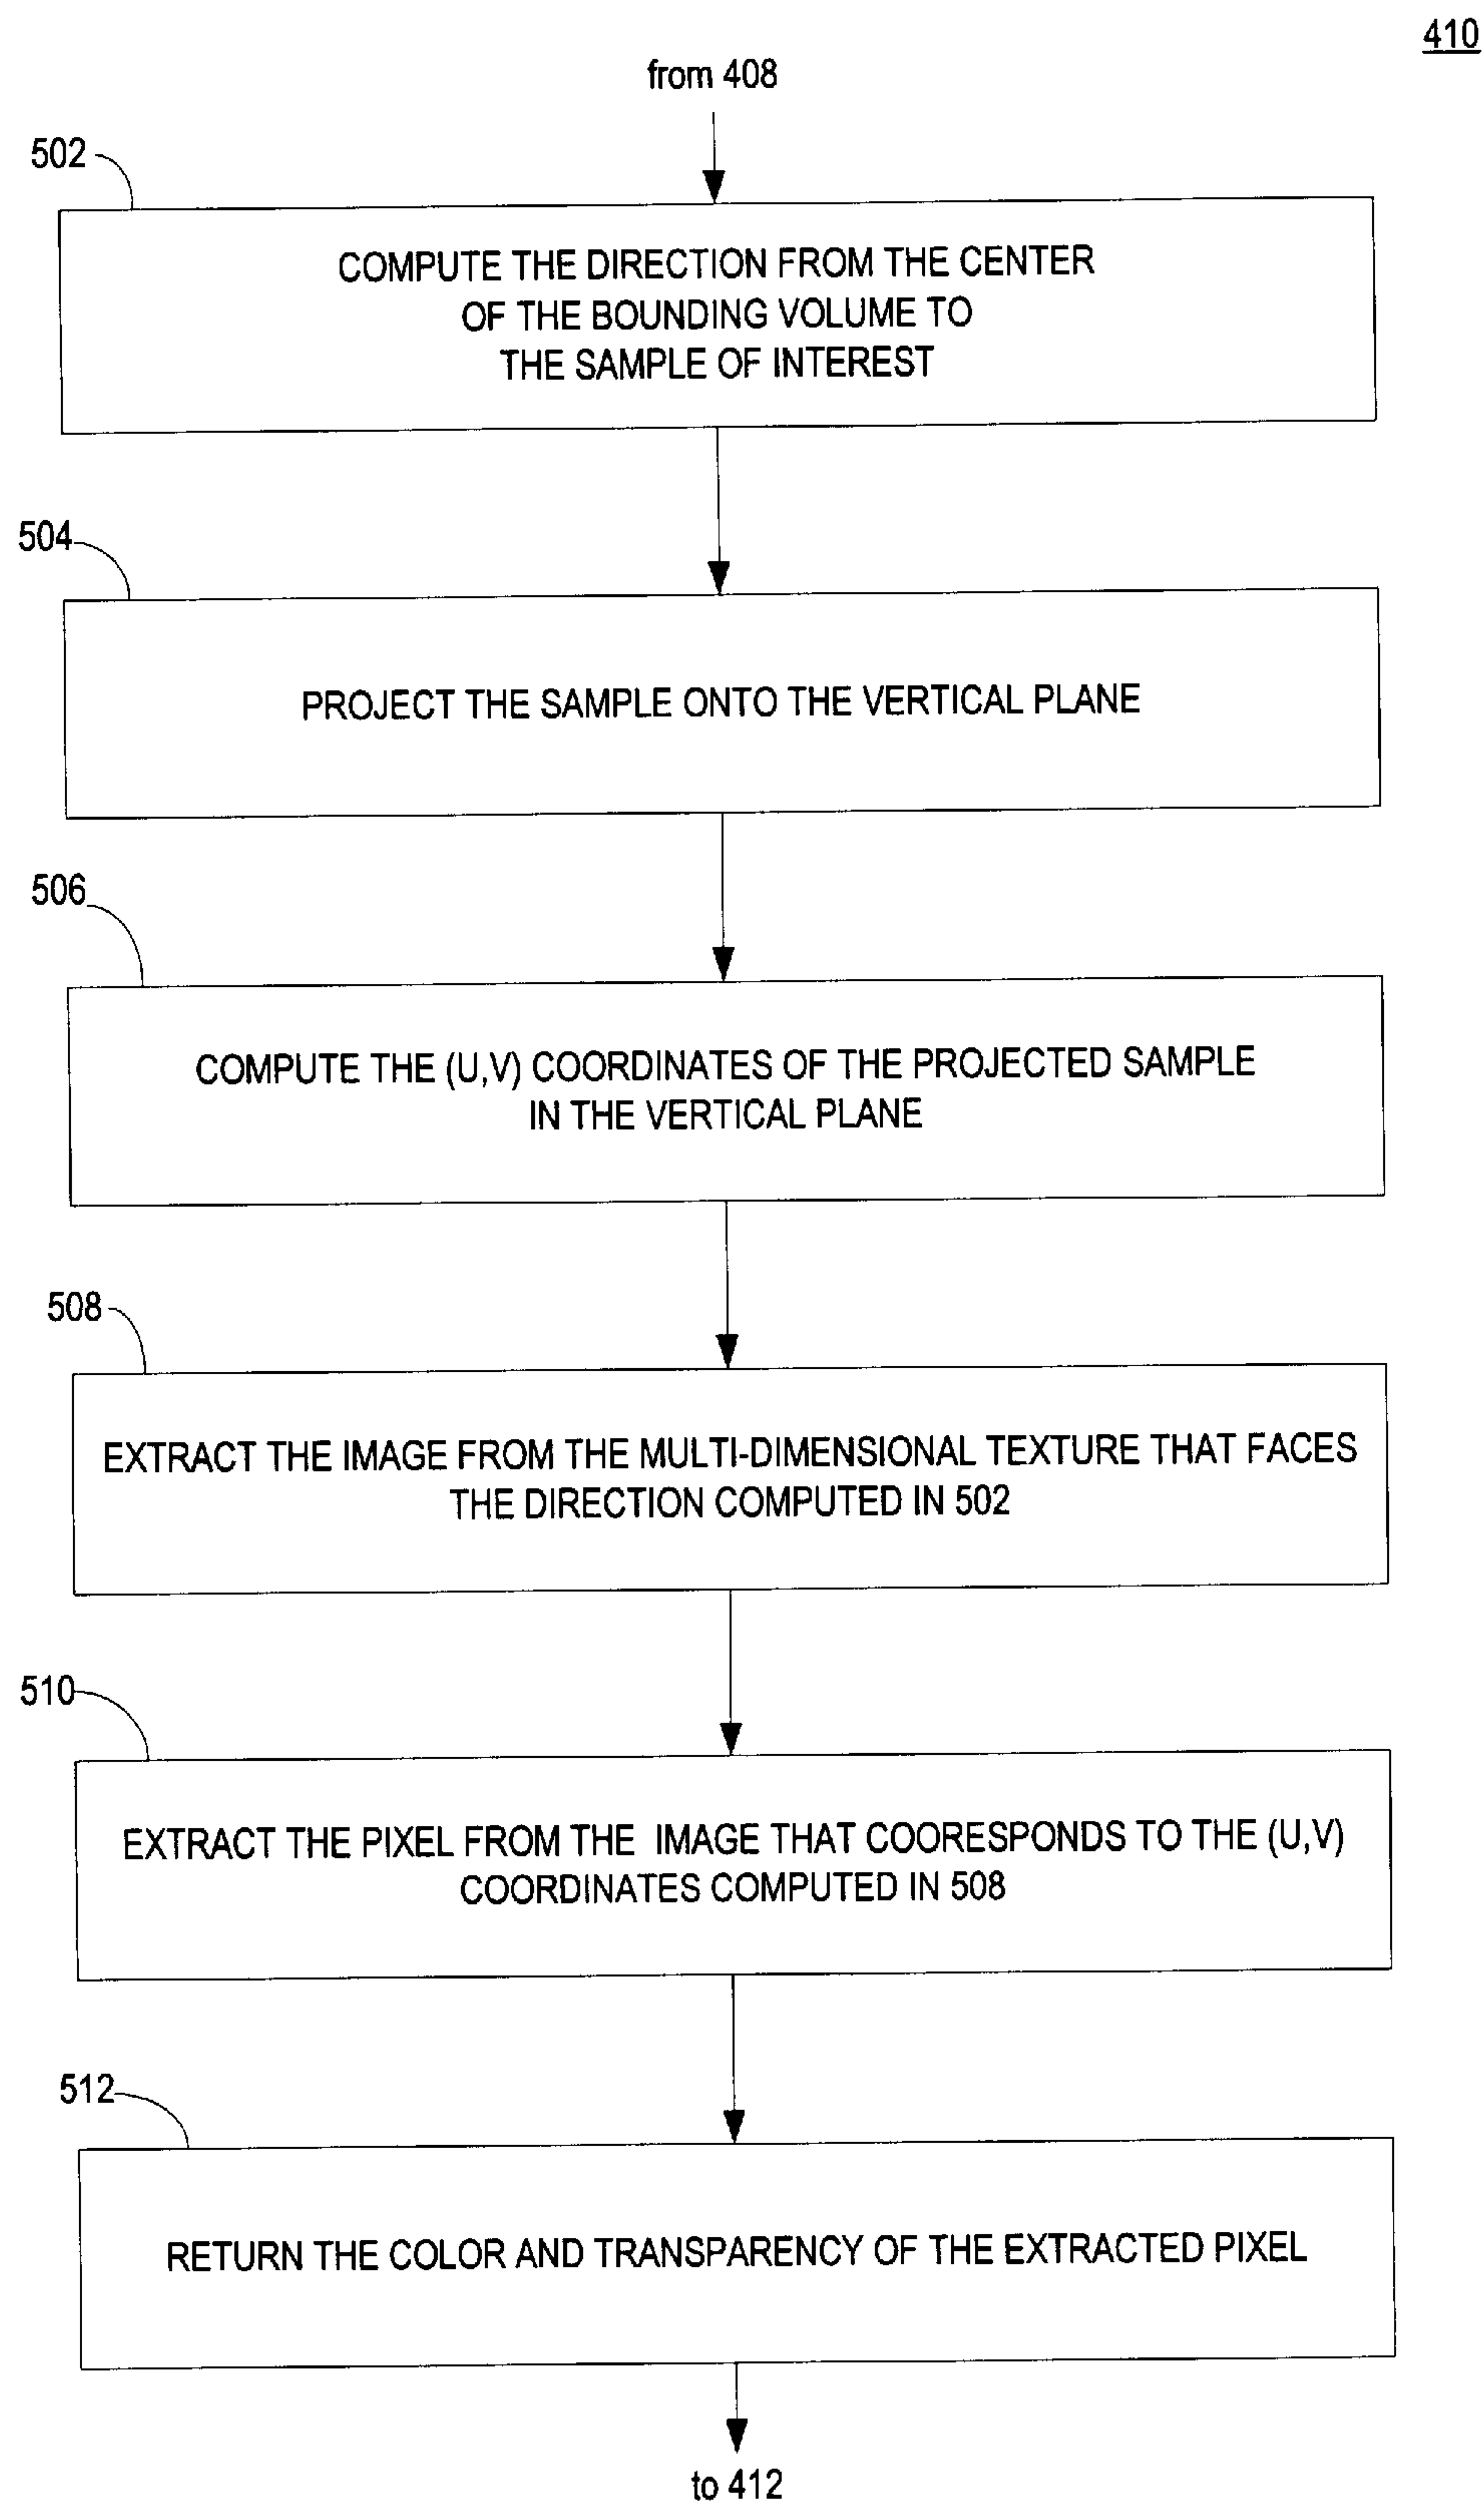 410
from 408
502
COMPUTE THE DIRECTION FROM THE CENTER
OF THE BOUNDING VOLUME TO
THE SAMPLE OF INTEREST
504
PROJECT THE SAMPLE ONTO THE VERTICAL PLANE
506
COMPUTE THE (U,V) COORDINATES OF THE PROJECTED SAMPLE
IN THE VERTICAL PLANE
508
EXTRACT THE IMAGE FROM THE MULTI-DIMENSIONAL TEXTURE THAT FACES
THE DIRECTION COMPUTED IN 502
510
EXTRACT THE PIXEL FROM THE IMAGE THAT COORESPONDS TO THE (U,V)
COORDINATES COMPUTED IN 508
512
RETURN THE COLOR AND TRANSPARENCY OF THE EXTRACTED PIXEL
to 412